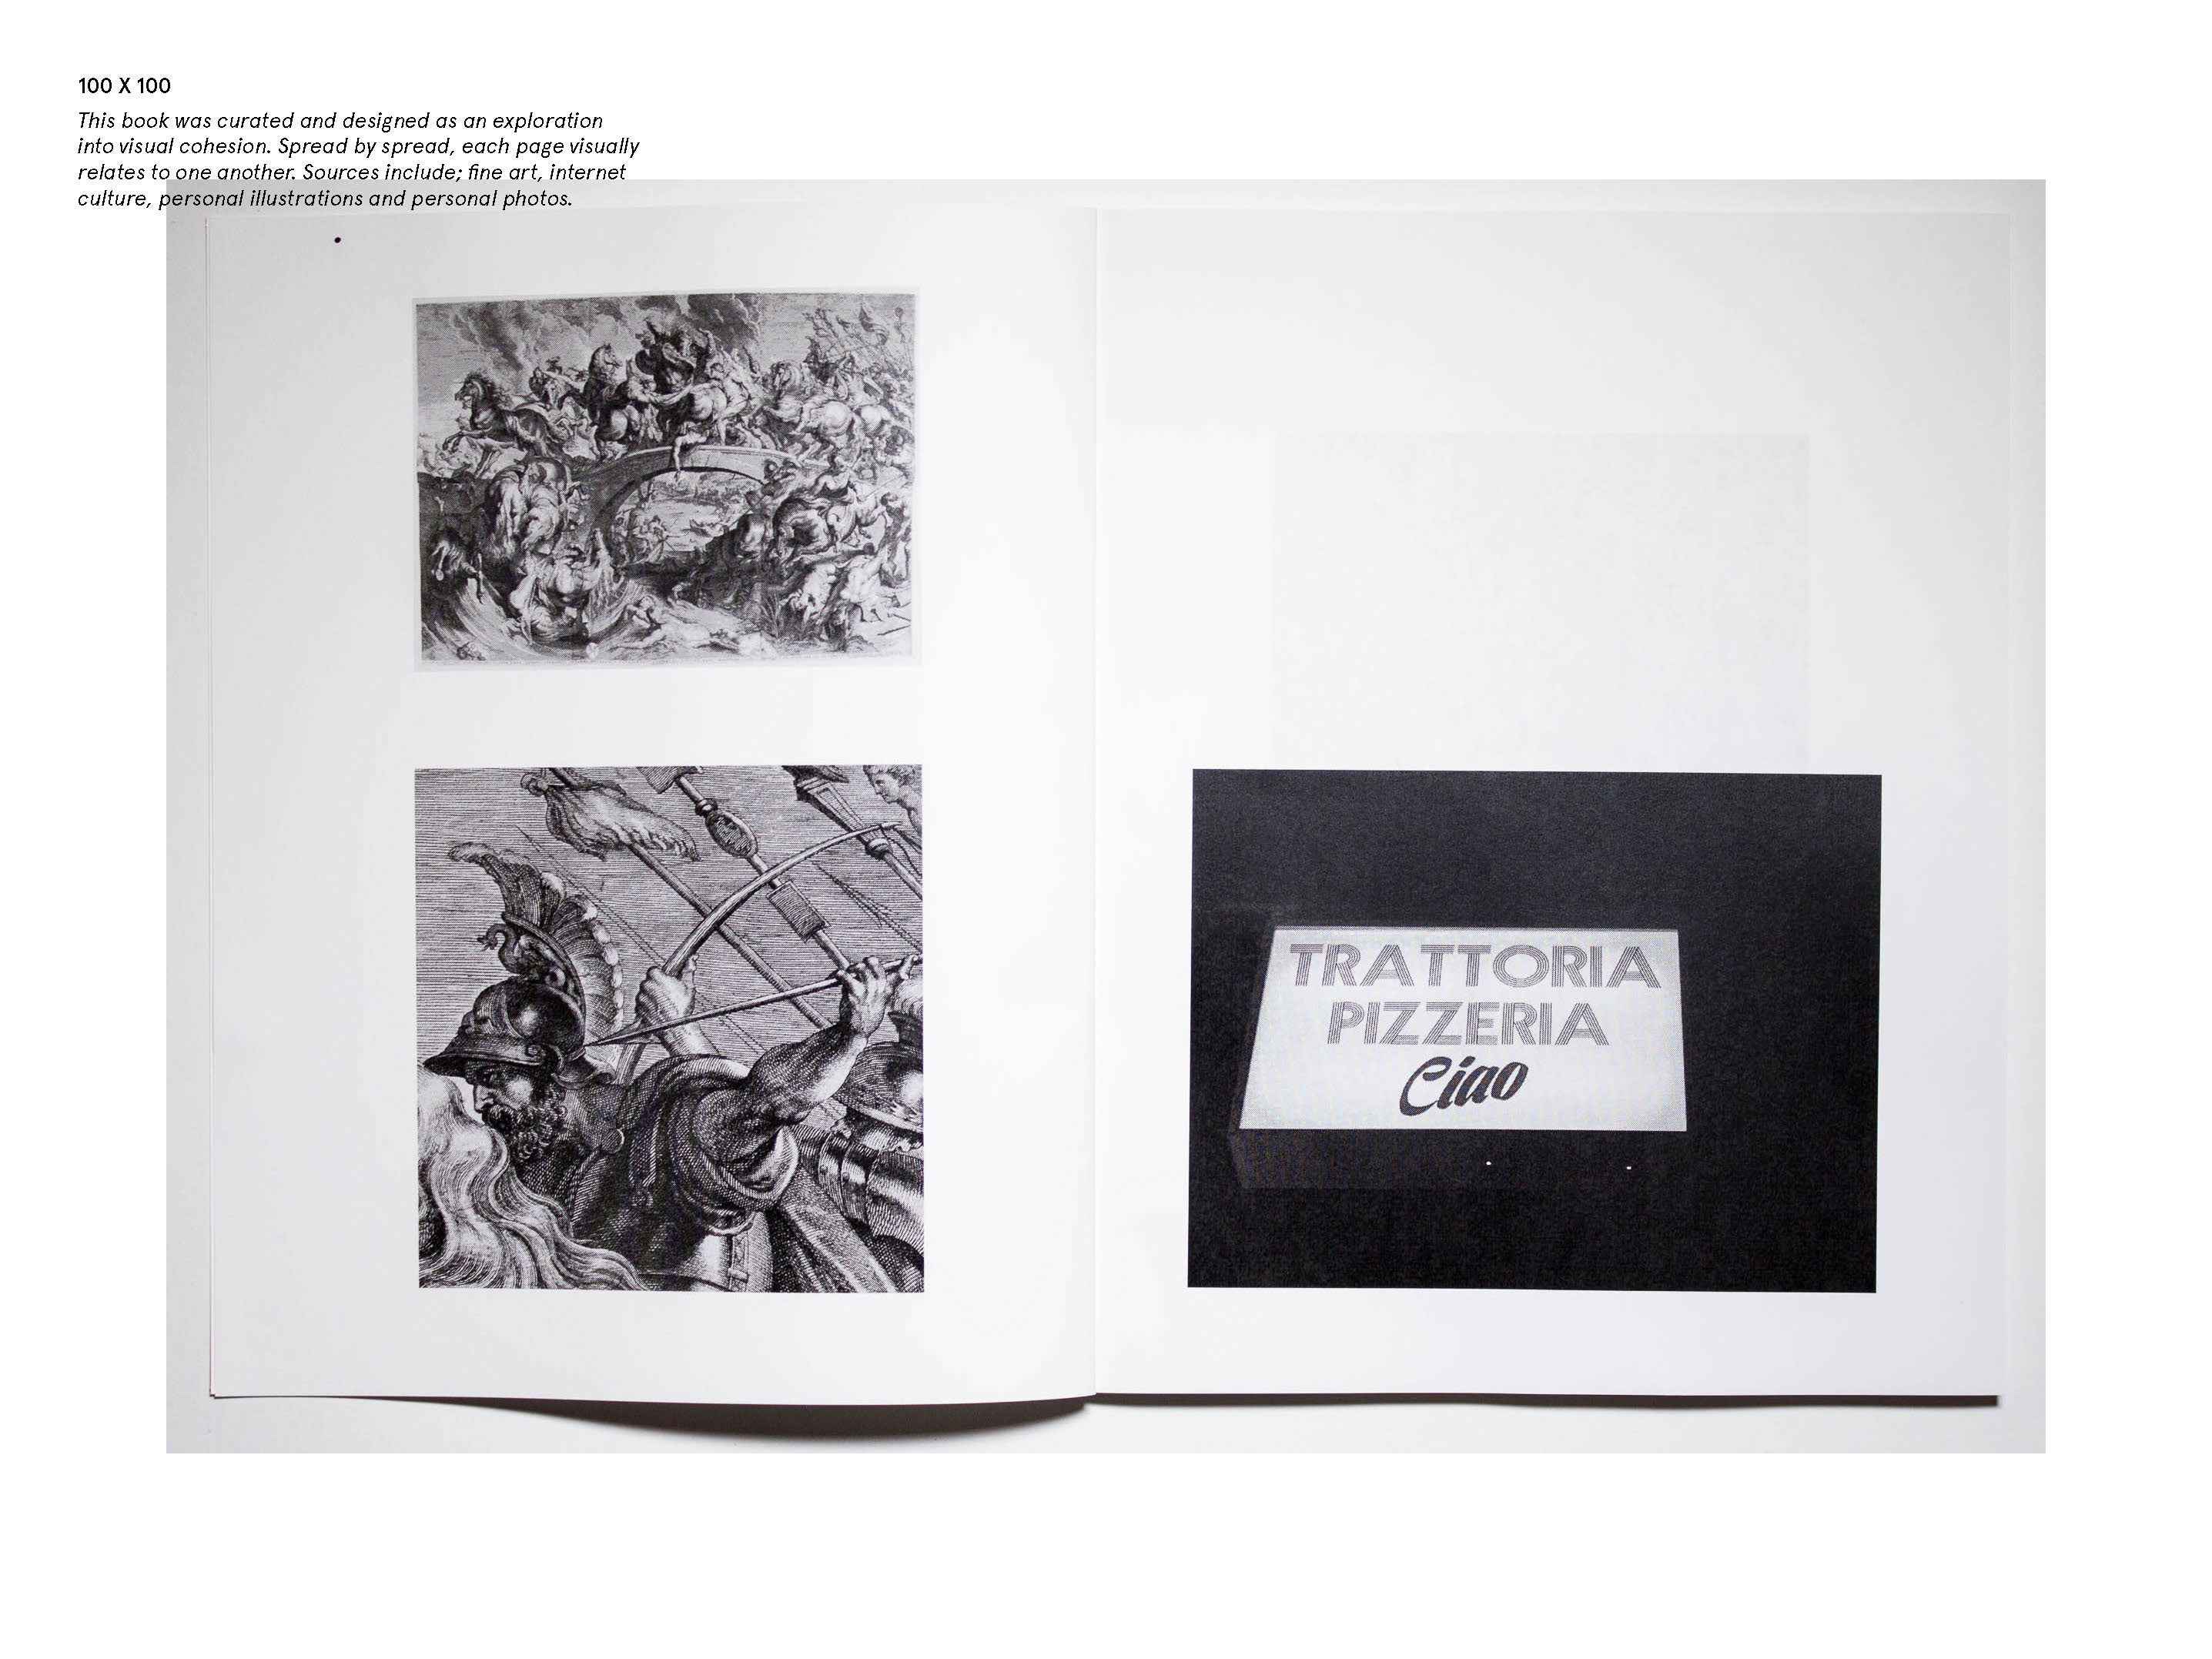 100 X 100
This book was curated and designed as an exploration
into visual cohesion. Spread by spread, each page visually
relates to one another. Sources include; fine art, internet
culture, personal illustrations and personal photos.
TRATTORIA
PIZZERIA
Ciao